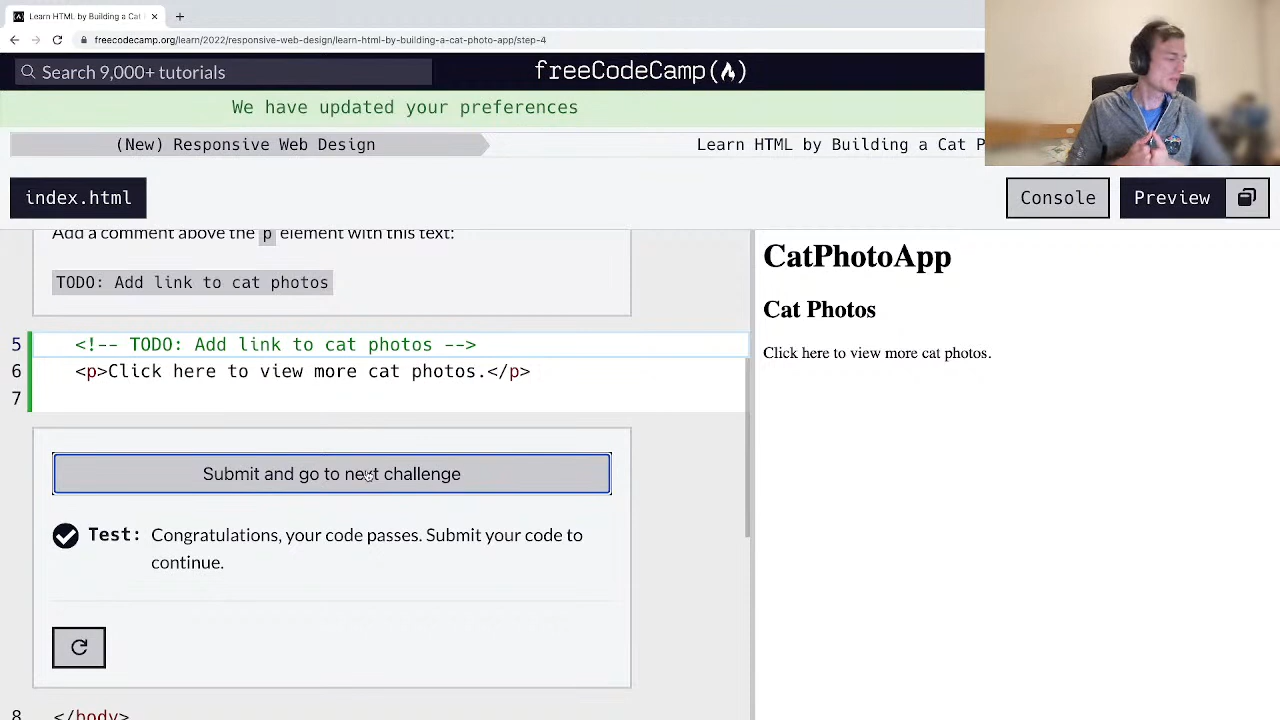 Learn HTML by Building a Cat
freecodecamp.org/learn/2022/responsive-web-design/learn-html-by-building-a-cat-photo-app/step-4
Search 9,000+ tutorials
freeCodeCamp
We have updated your preferences
(New) Responsive Web Design
Learn HTML by Building a Cat P
index.html
Console
Preview
Add a comment above the p element with this text:
TODO: Add link to cat photos
5 <!-- TODO: Add link to cat photos -->
6 <p>Click here to view more cat photos.</p>
7
Submit and go to next challenge
Test: Congratulations, your code passes. Submit your code to
continue.
8 </body>
CatPhotoApp
Cat Photos
Click here to view more cat photos.